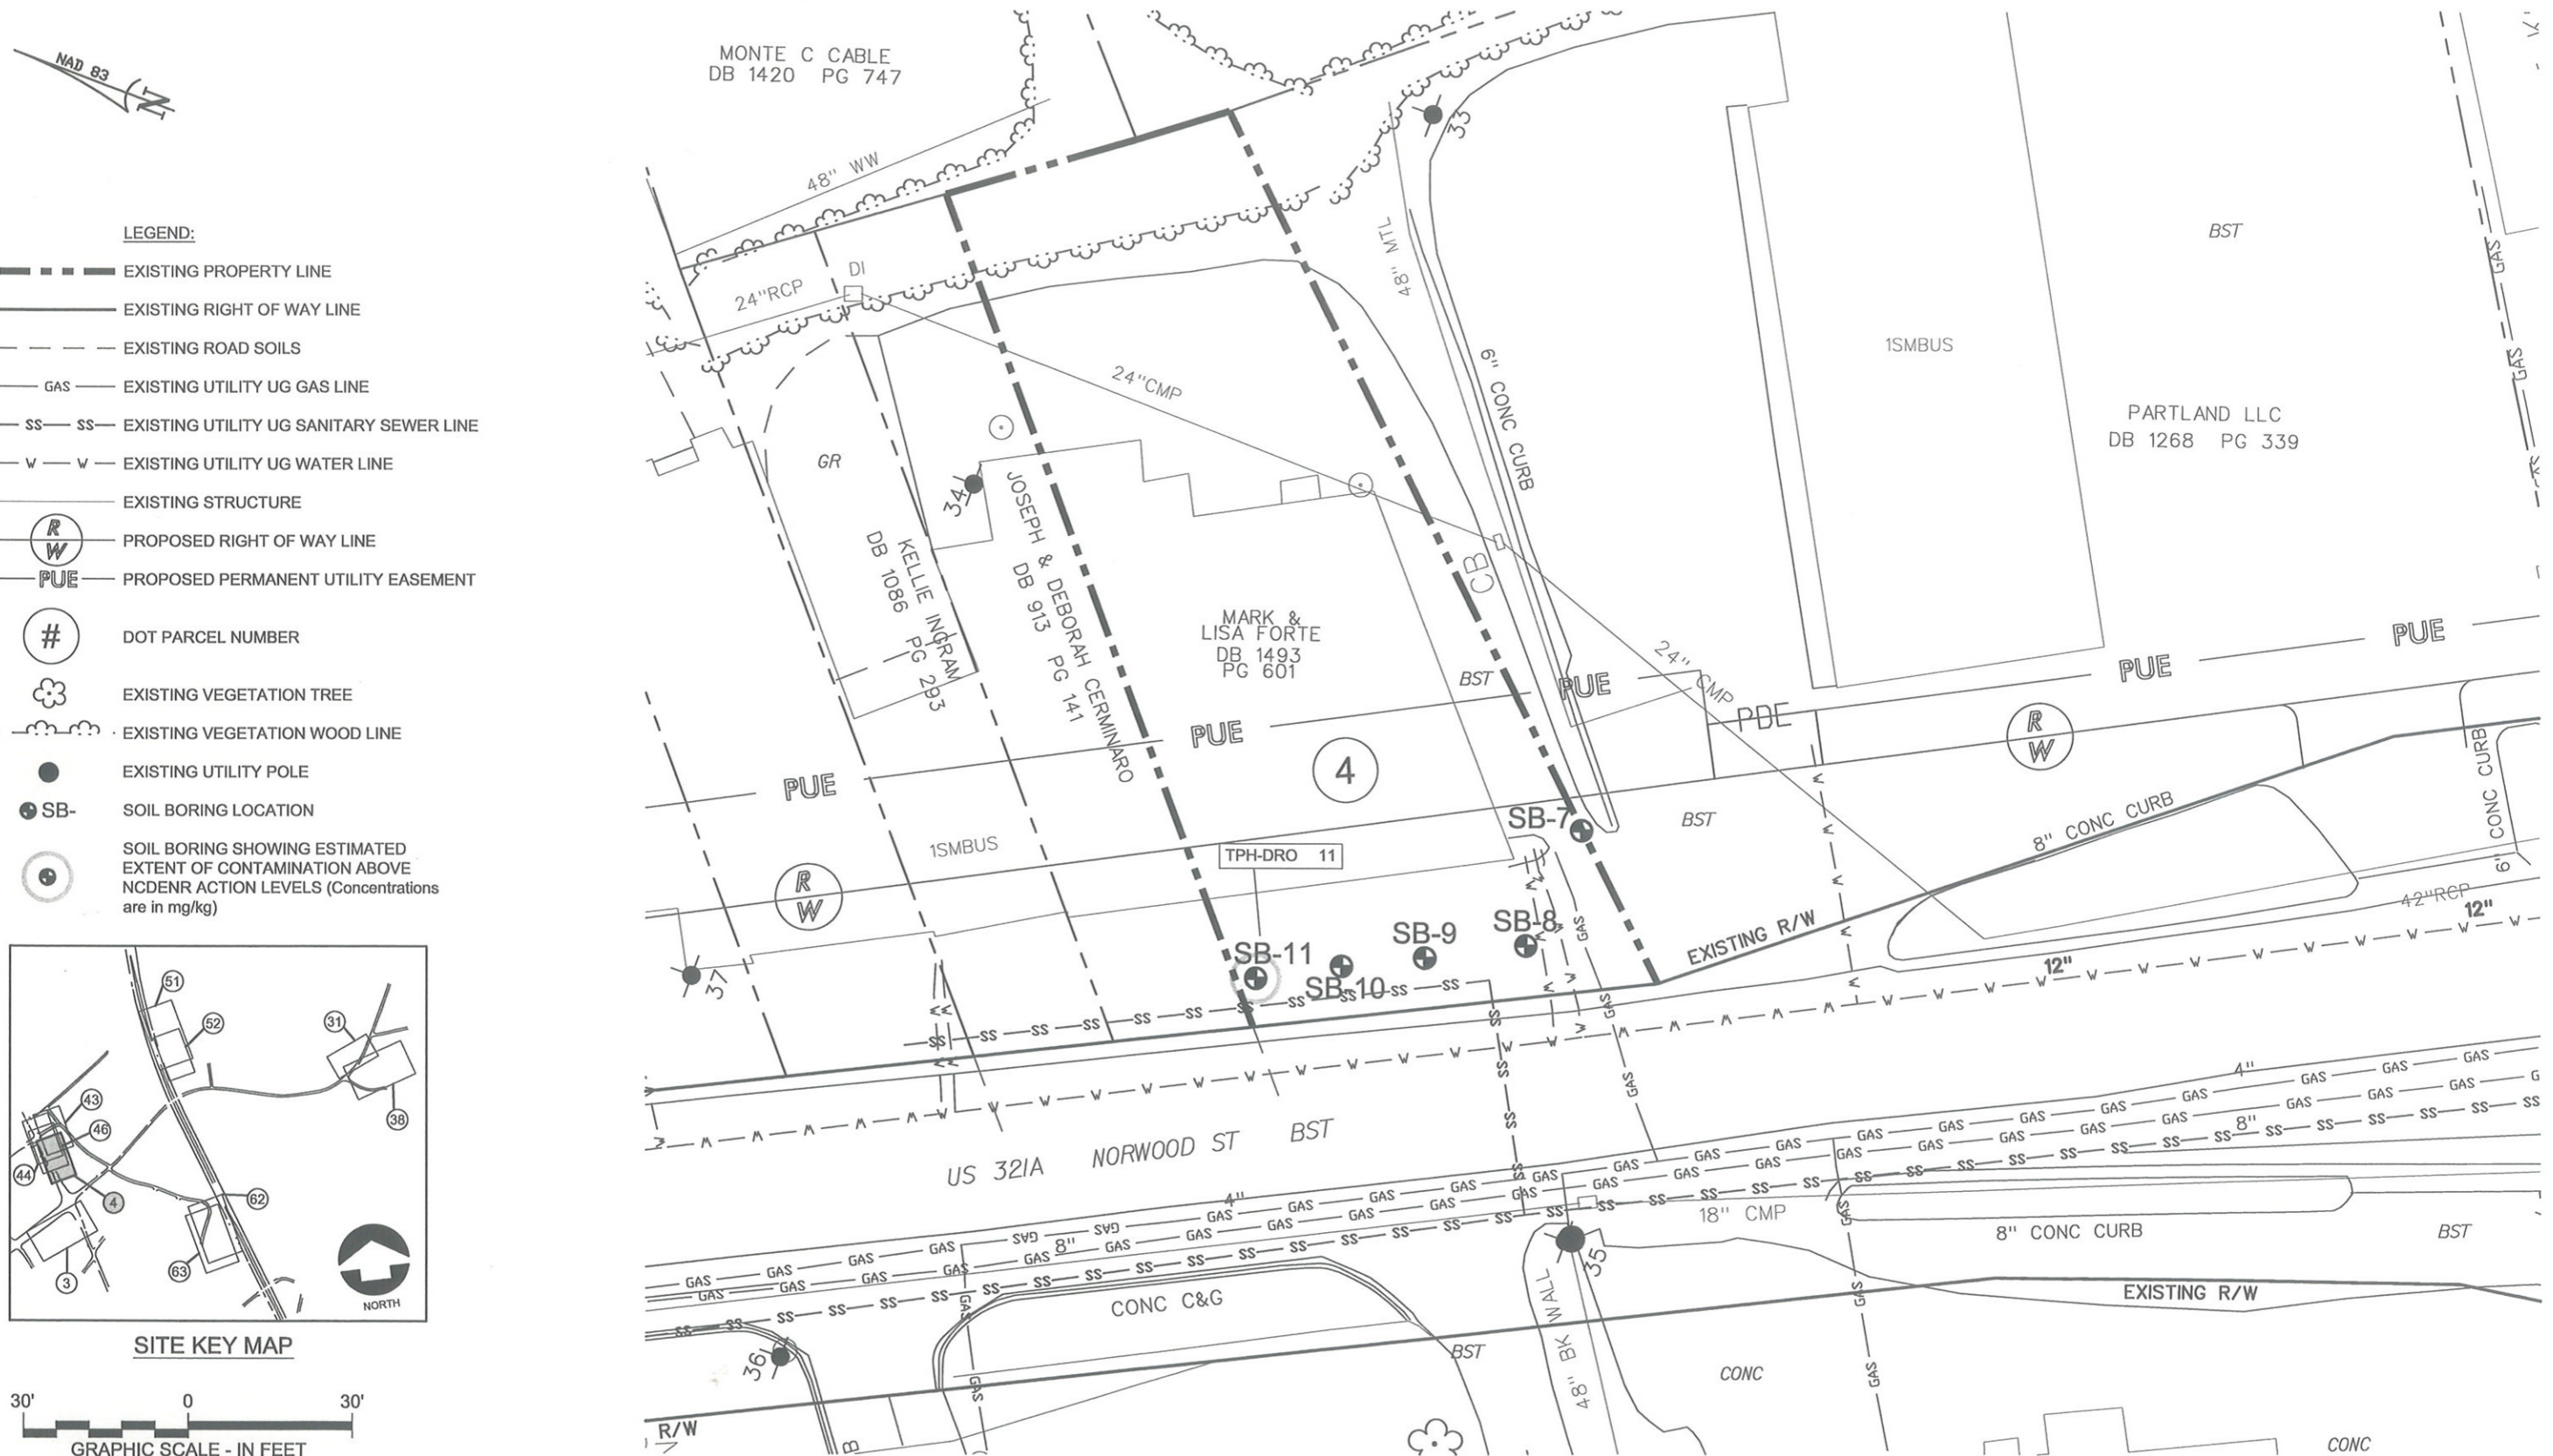 NAD 83
N
LEGEND:
EXISTING PROPERTY LINE
EXISTING RIGHT OF WAY LINE
EXISTING ROAD SOILS
GAS EXISTING UTILITY UG GAS LINE
SS SS EXISTING UTILITY UG SANITARY SEWER LINE
W W EXISTING UTILITY UG WATER LINE
EXISTING STRUCTURE
R
W
PROPOSED RIGHT OF WAY LINE
PUE PROPOSED PERMANENT UTILITY EASEMENT
# DOT PARCEL NUMBER
EXISTING VEGETATION TREE
EXISTING VEGETATION WOOD LINE
EXISTING UTILITY POLE
SB- SOIL BORING LOCATION
SOIL BORING SHOWING ESTIMATED
EXTENT OF CONTAMINATION ABOVE
NCDENR ACTION LEVELS (Concentrations
are in mg/kg)
51
52
31
43
46
38
44
4
62
63
3
NORTH
SITE KEY MAP
30' 0 30'
GRAPHIC SCALE - IN FEET
MONTE C CABLE
DB 1420 PG 747
48" WW
33
DI
24"RCP
48" MTL
24"CMP
6" CONC CURB
BST
1SMBUS
PARTLAND LLC
DB 1268 PG 339
GAS
GAS
GR
34
JOSEPH & DEBORAH CERMINARO
DB 913 PG 141
KELLIE INGRAM
DB 1086 PG 293
CB
MARK &
LISA FORTE
DB 1493
PG 601
BST
PUE
24" CMP
PUE
PUE
PDE
R
W
PUE
PUE
4
SB-7
BST
8" CONC CURB
6" CONC CURB
1SMBUS
TPH-DRO 11
R
W
37
SB-11
SB-10
SB-9
SB-8
GAS
EXISTING R/W
42"RCP
12"
12"
US 321A NORWOOD ST BST
4"
8"
4"
8"
18" CMP
35
8" CONC CURB
BST
EXISTING R/W
CONC C&G
48" BK WALL
36
BST
CONC
R/W
CONC